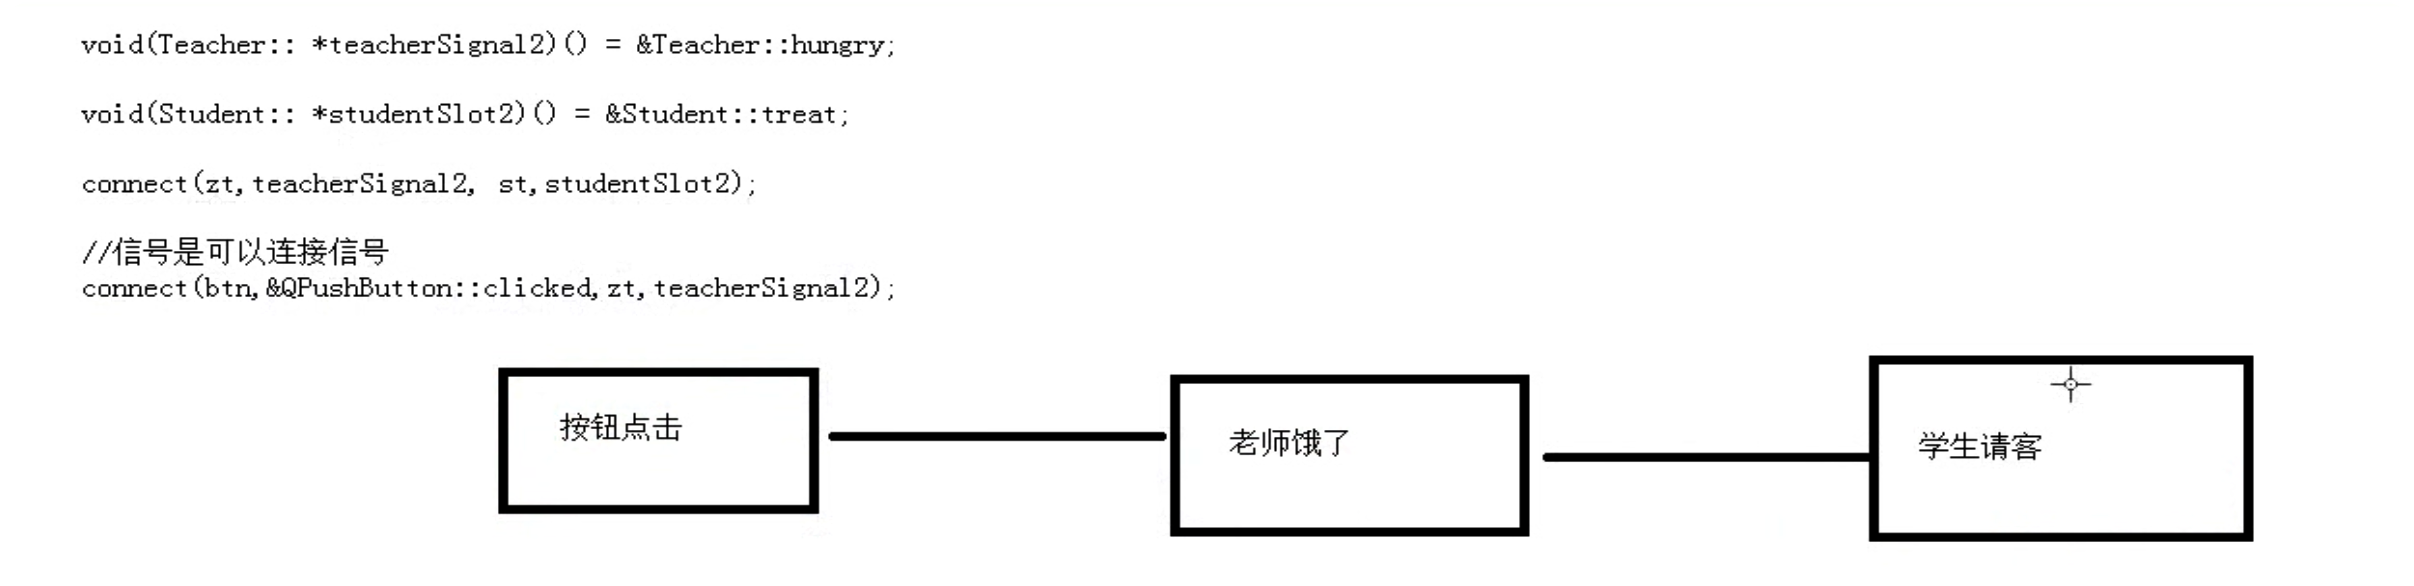 void(Teacher:: *teacherSignal2)() = &Teacher::hungry;
void(Student:: *studentSlot2)() = &Student::treat;
connect(zt,teacherSignal2, st,studentSlot2);
//信号是可以连接信号
connect(btn,&QPushButton::clicked,zt,teacherSignal2);
按钮点击
老师饿了
学生请客